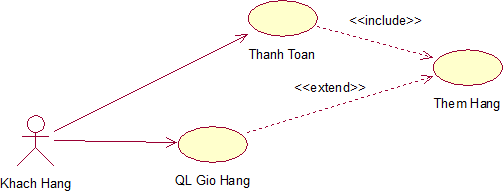 <<include>>
Thanh Toan
<<extend>>
Them Hang
Khach Hang
QL Gio Hang